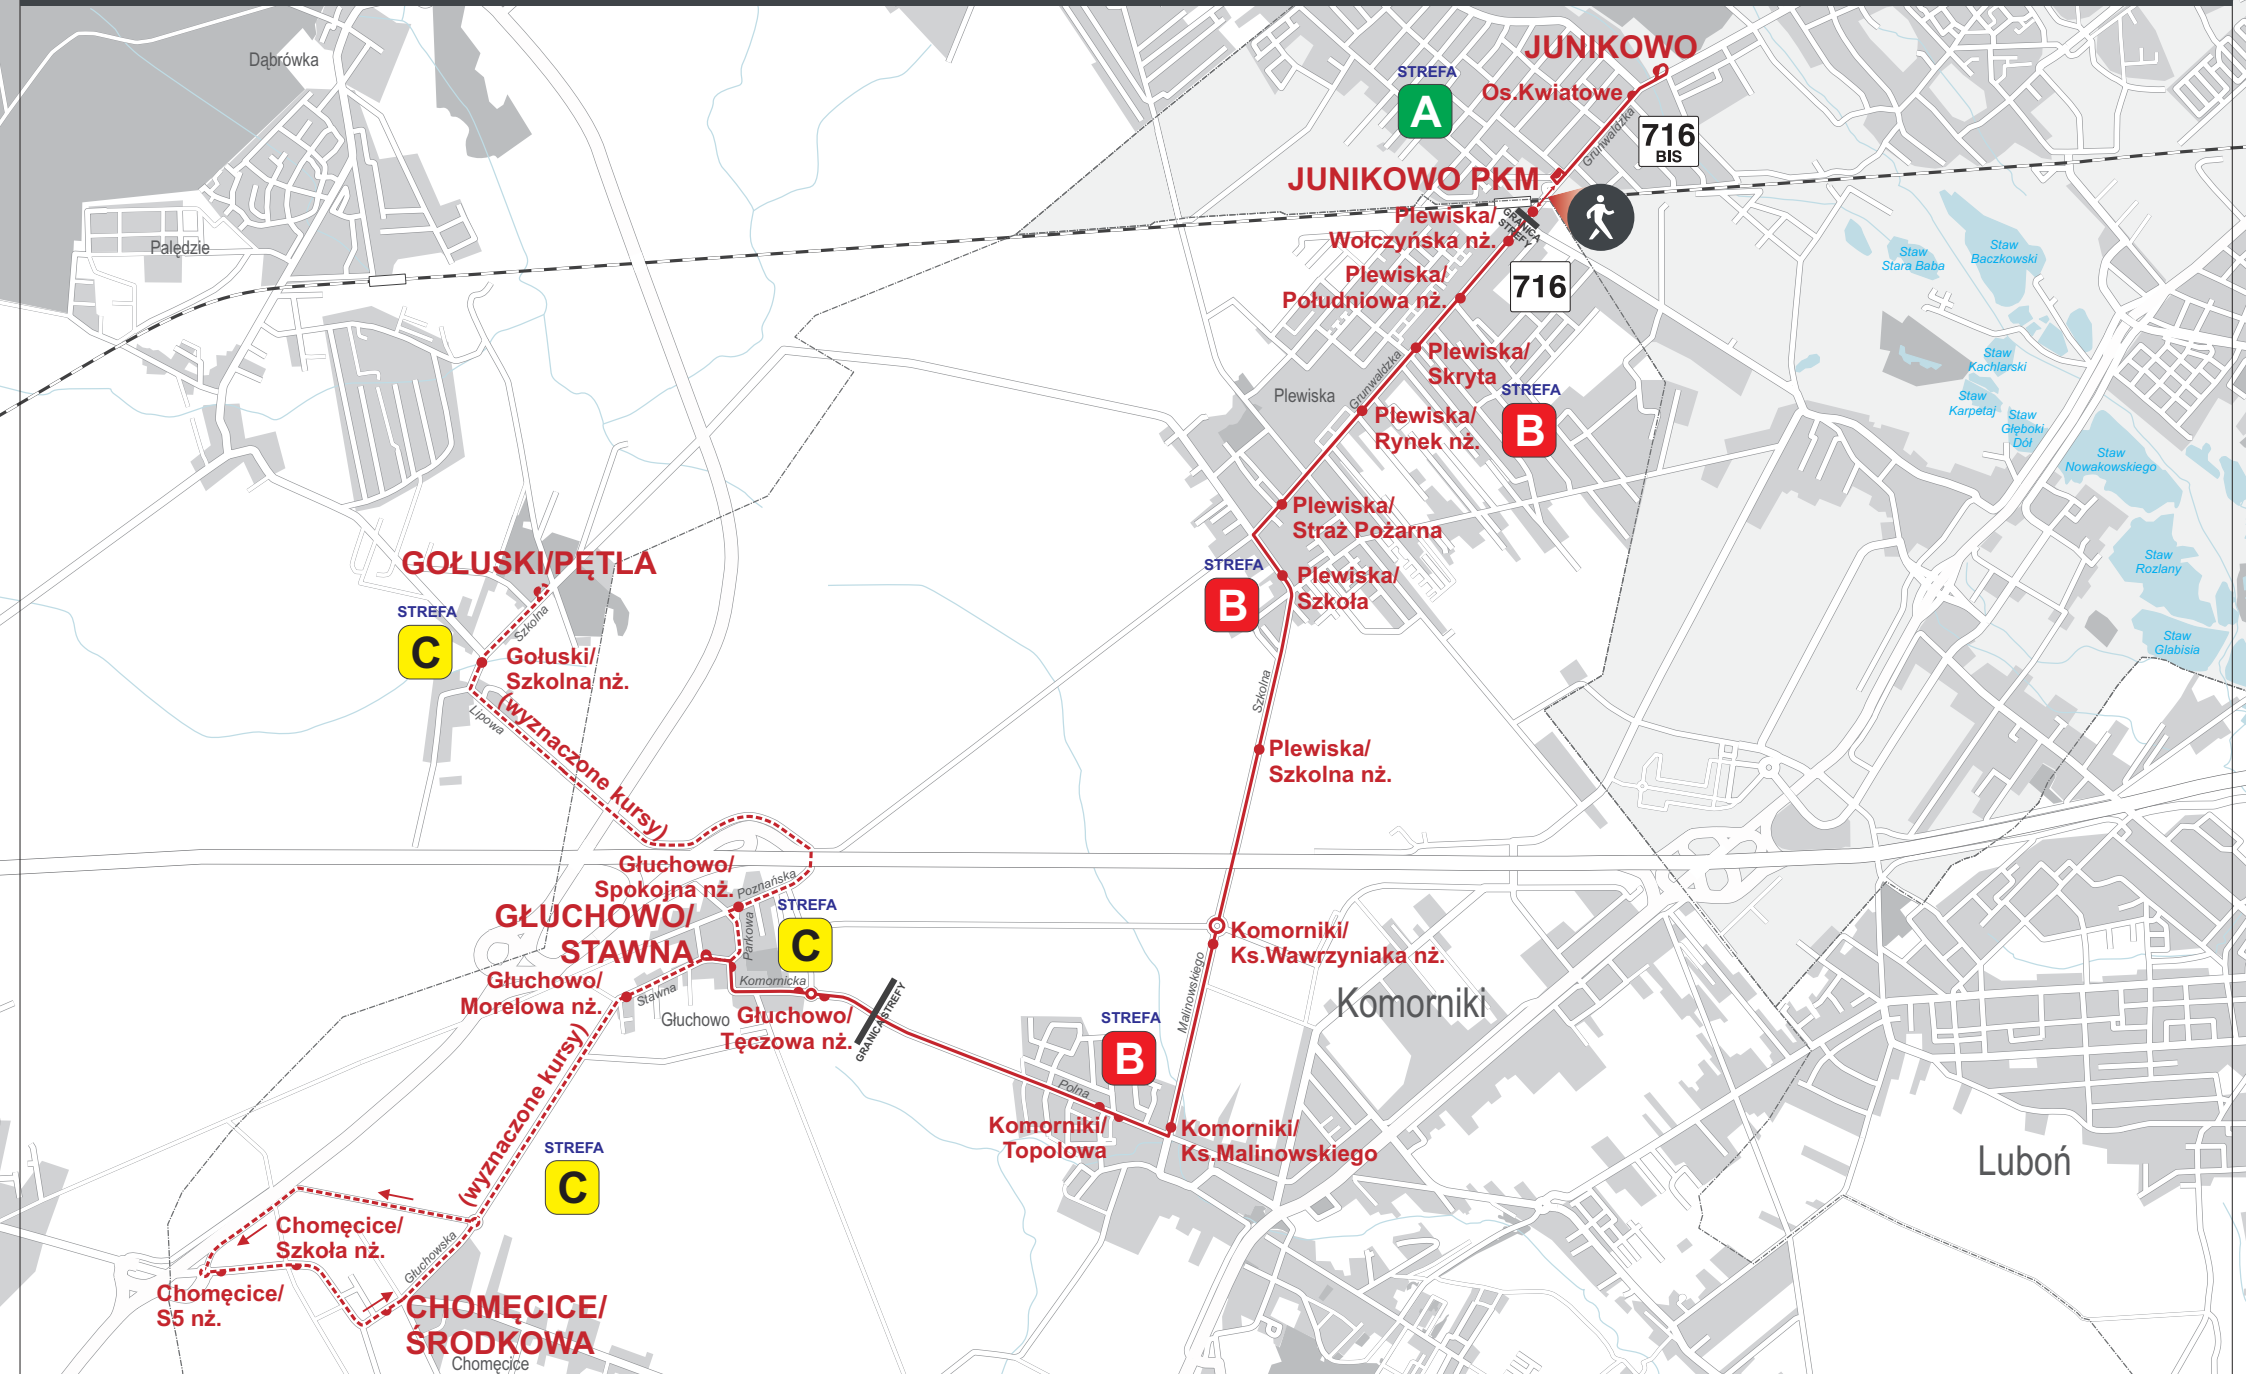 Dąbrówka
JUNIKOWO
STREFA
A
Os.Kwiatowe
Grunwaldzka
716
BIS
JUNIKOWO PKM
Palędzie
Plewiska/
Wołczyńska nż.
GRANICA
STREFY
Staw
Stara Baba
Staw
Baczkowski
Plewiska/
Południowa nż.
716
Plewiska/
Skryta
Grunwaldzka
Plewiska
STREFA
B
Plewiska/
Rynek nż.
Staw
Kachlarski
Staw
Karpetaj
Staw
Głęboki
Dół
Staw
Nowakowskiego
Plewiska/
Straż Pożarna
GOŁUSKI/PĘTLA
STREFA
B
Plewiska/
Szkoła
Staw
Rozlany
STREFA
C
Szkolna
Gołuski/
Szkolna nż.
Staw
Glabisia
Lipowa
(wyznaczone kursy)
Szkolna
Plewiska/
Szkolna nż.
Głuchowo/
Spokojna nż.
Poznańska
STREFA
C
GŁUCHOWO/
STAWNA
Parkowa
Komorniki/
Ks.Wawrzyniaka nż.
Głuchowo/
Morelowa nż.
Stawna
Komornicka
Głuchowo
Głuchowo/
Tęczowa nż.
GRANICA STREFY
Malinowskiego
Komorniki
STREFA
B
Polna
Komorniki/
Topolowa
Komorniki/
Ks.Malinowskiego
(wyznaczone kursy)
STREFA
C
Luboń
Chomęcice/
Szkoła nż.
Głuchowska
Chomęcice/
S5 nż.
CHOMĘCICE/
ŚRODKOWA
Chomęcice